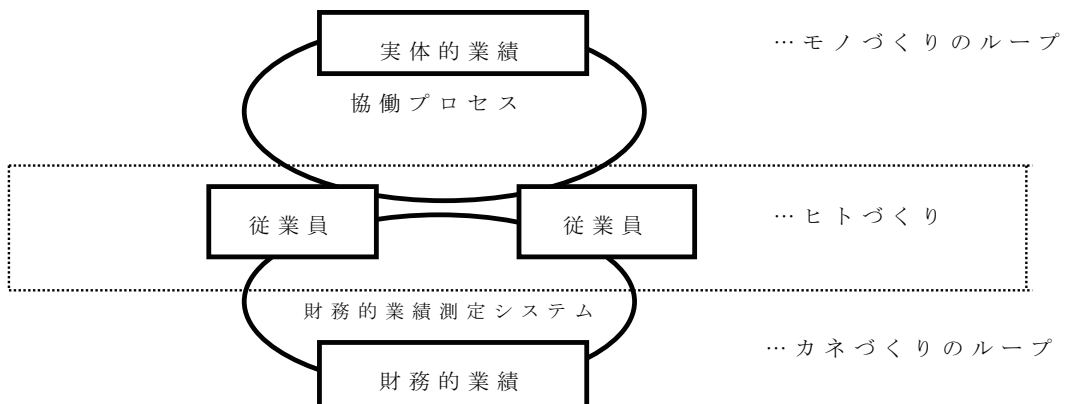 実体的業績
…モノづくりのループ
協働プロセス
従業員
従業員
…ヒトづくり
財務的業績測定システム
…カネづくりのループ
財務的業績